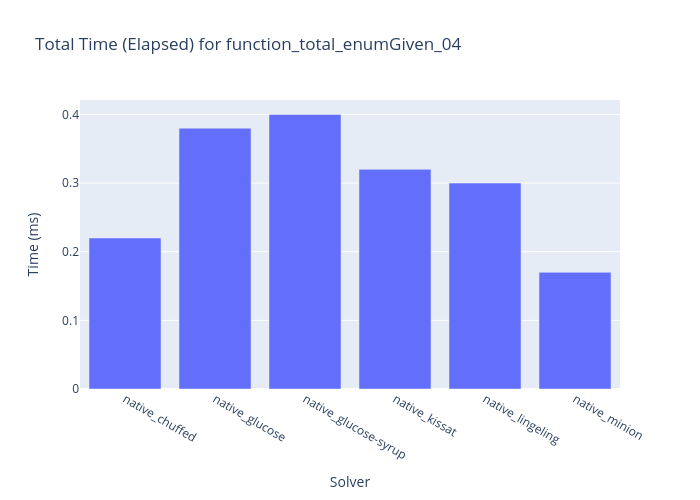 Total Time (Elapsed) for function_total_enumGiven_04
0.4
0.3
0.2
0.1
0
Time (ms)
native_chuffed
native_glucose
native_glucose-syrup
native_kissat
native_lingeling
native_minion
Solver